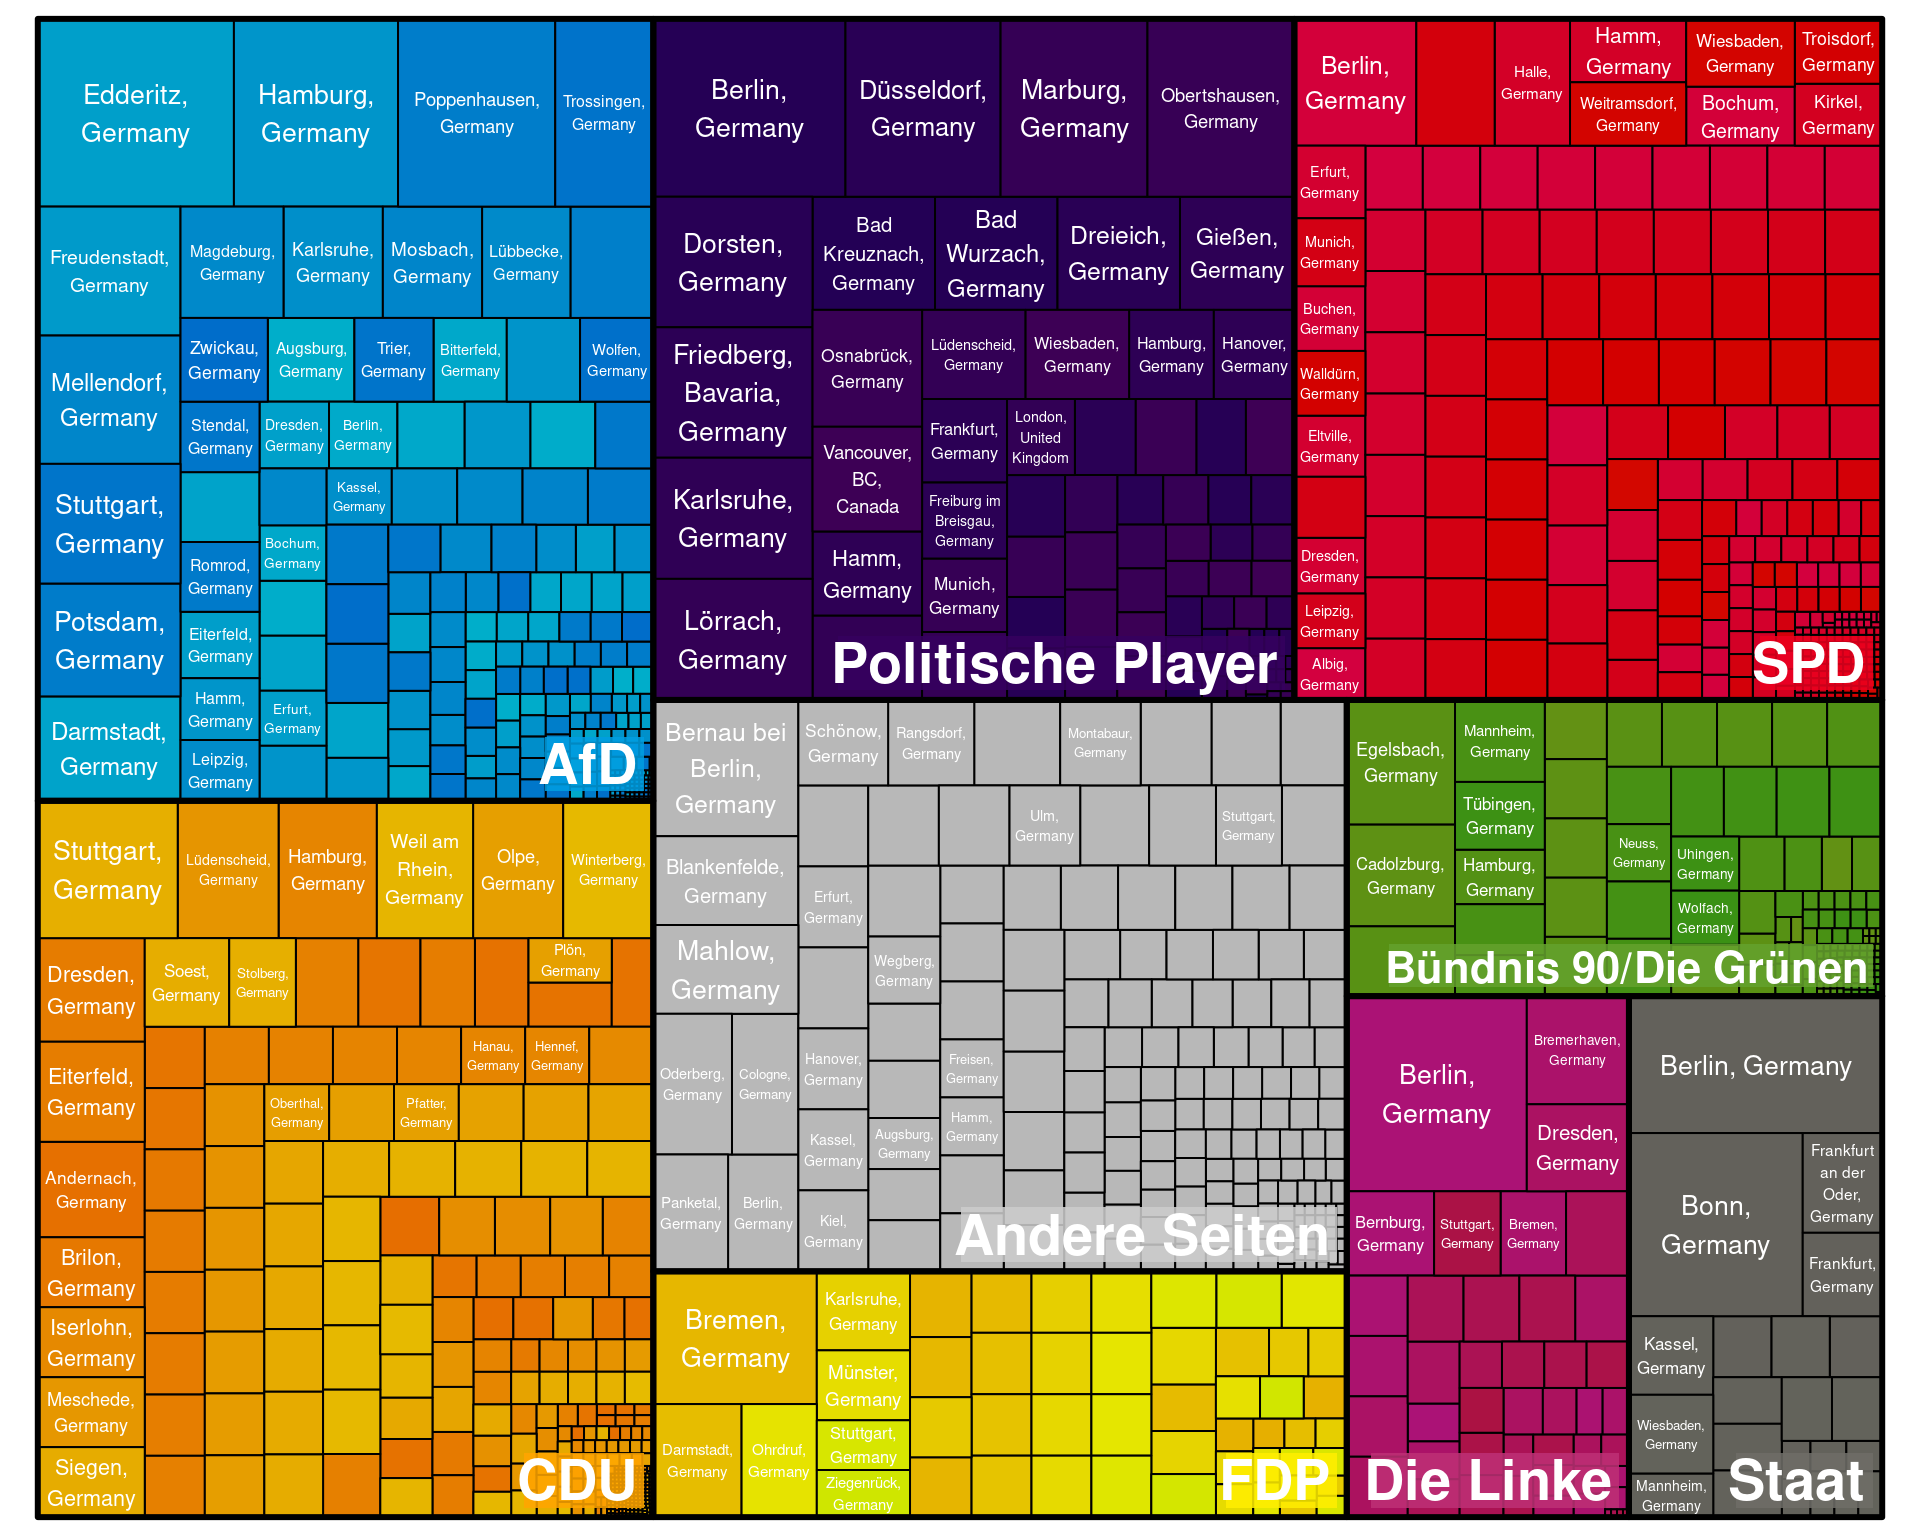 Edderitz,
Germany
Hamburg,
Germany
Poppenhausen,
Germany
Trossingen,
Germany
Freudenstadt,
Germany
Magdeburg,
Germany
Karlsruhe,
Germany
Mosbach,
Germany
Lübbecke,
Germany
Mellendorf,
Germany
Zwickau,
Germany
Augsburg,
Germany
Trier,
Germany
Bitterfeld,
Germany
Wolfen,
Germany
Stendal,
Germany
Dresden,
Germany
Berlin,
Germany
Stuttgart,
Germany
Kassel,
Germany
Romrod,
Germany
Bochum,
Germany
Potsdam,
Germany
Eiterfeld,
Germany
Hamm,
Germany
Erfurt,
Germany
Darmstadt,
Germany
Leipzig,
Germany
AfD
Berlin,
Germany
Düsseldorf,
Germany
Marburg,
Germany
Obertshausen,
Germany
Dorsten,
Germany
Bad
Kreuznach,
Germany
Bad
Wurzach,
Germany
Dreieich,
Germany
Gießen,
Germany
Friedberg,
Bavaria,
Germany
Osnabrück,
Germany
Lüdenscheid,
Germany
Wiesbaden,
Germany
Hamburg,
Germany
Hanover,
Germany
Vancouver,
BC,
Canada
Frankfurt,
Germany
London,
United
Kingdom
Karlsruhe,
Germany
Freiburg im
Breisgau,
Germany
Hamm,
Germany
Munich,
Germany
Lörrach,
Germany
Politische Player
Berlin,
Germany
Halle,
Germany
Hamm,
Germany
Weitramsdorf,
Germany
Wiesbaden,
Germany
Bochum,
Germany
Troisdorf,
Germany
Kirkel,
Germany
Erfurt,
Germany
Munich,
Germany
Buchen,
Germany
Walldürn,
Germany
Eltville,
Germany
Dresden,
Germany
Leipzig,
Germany
Albig,
Germany
SPD
Stuttgart,
Germany
Lüdenscheid,
Germany
Hamburg,
Germany
Weil am
Rhein,
Germany
Olpe,
Germany
Winterberg,
Germany
Dresden,
Germany
Soest,
Germany
Stolberg,
Germany
Plön,
Germany
Eiterfeld,
Germany
Hanau,
Germany
Hennef,
Germany
Oberthal,
Germany
Pfatter,
Germany
Andernach,
Germany
Brilon,
Germany
Iserlohn,
Germany
Meschede,
Germany
Siegen,
Germany
CDU
Bernau bei
Berlin,
Germany
Schönow,
Germany
Rangsdorf,
Germany
Montabaur,
Germany
Ulm,
Germany
Stuttgart,
Germany
Blankenfelde,
Germany
Erfurt,
Germany
Mahlow,
Germany
Wegberg,
Germany
Oderberg,
Germany
Cologne,
Germany
Hanover,
Germany
Freisen,
Germany
Kassel,
Germany
Augsburg,
Germany
Hamm,
Germany
Panketal,
Germany
Berlin,
Germany
Kiel,
Germany
Andere Seiten
Bremen,
Germany
Karlsruhe,
Germany
Münster,
Germany
Darmstadt,
Germany
Ohrdruf,
Germany
Stuttgart,
Germany
Ziegenrück,
Germany
FDP
Egelsbach,
Germany
Mannheim,
Germany
Tübingen,
Germany
Cadolzburg,
Germany
Hamburg,
Germany
Neuss,
Germany
Uhingen,
Germany
Wolfach,
Germany
Bündnis 90/Die Grünen
Berlin,
Germany
Bremerhaven,
Germany
Dresden,
Germany
Bernburg,
Germany
Stuttgart,
Germany
Bremen,
Germany
Die Linke
Berlin, Germany
Bonn,
Germany
Frankfurt
an der
Oder,
Germany
Frankfurt,
Germany
Kassel,
Germany
Wiesbaden,
Germany
Mannheim,
Germany
Staat